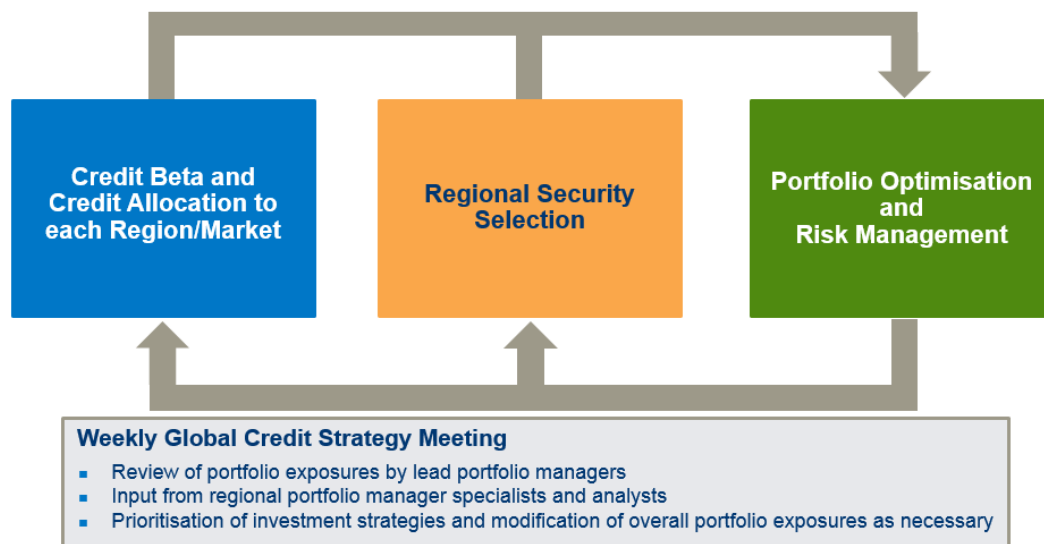 Credit Beta and
Credit Allocation to
each Region/Market
Regional Security
Selection
Portfolio Optimisation
and
Risk Management
Weekly Global Credit Strategy Meeting
Review of portfolio exposures by lead portfolio managers
Input from regional portfolio manager specialists and analysts
Prioritisation of investment strategies and modification of overall portfolio exposures as necessary